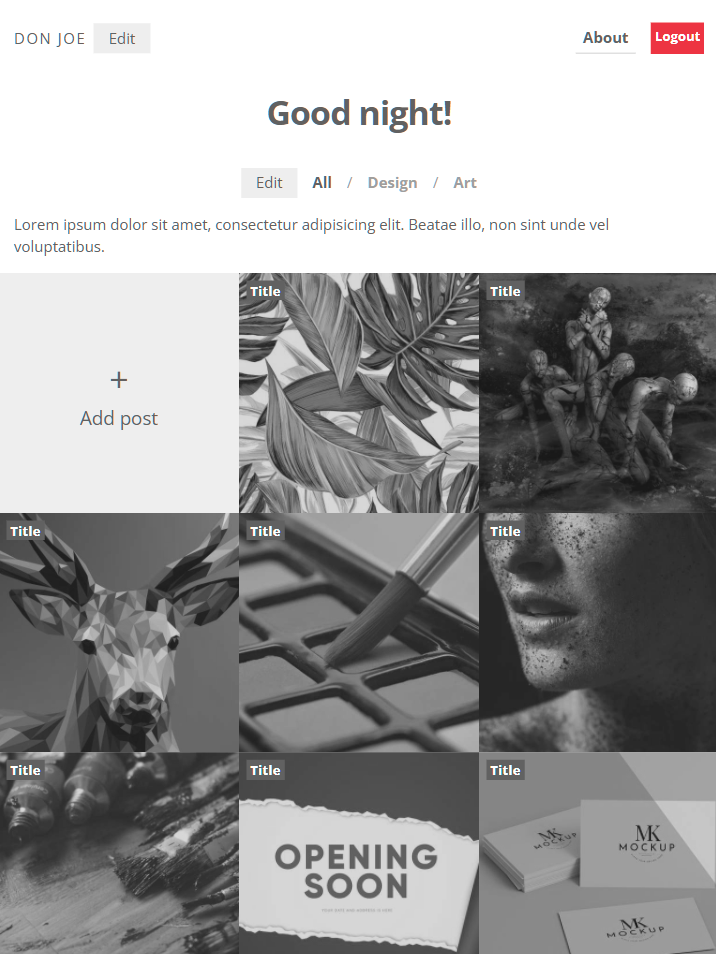 DON JOE Edit About Logout
Good night!
Edit All / Design / Art
Lorem ipsum dolor sit amet, consectetur adipisicing elit. Beatae illo, non sint unde vel
voluptatibus.
+
Add post
Title
Title
Title
Title
Title
Title
Title
OPENING
SOON
Title
MK
MOCKUP
MK
MOCKUP
MK
MOCKUP